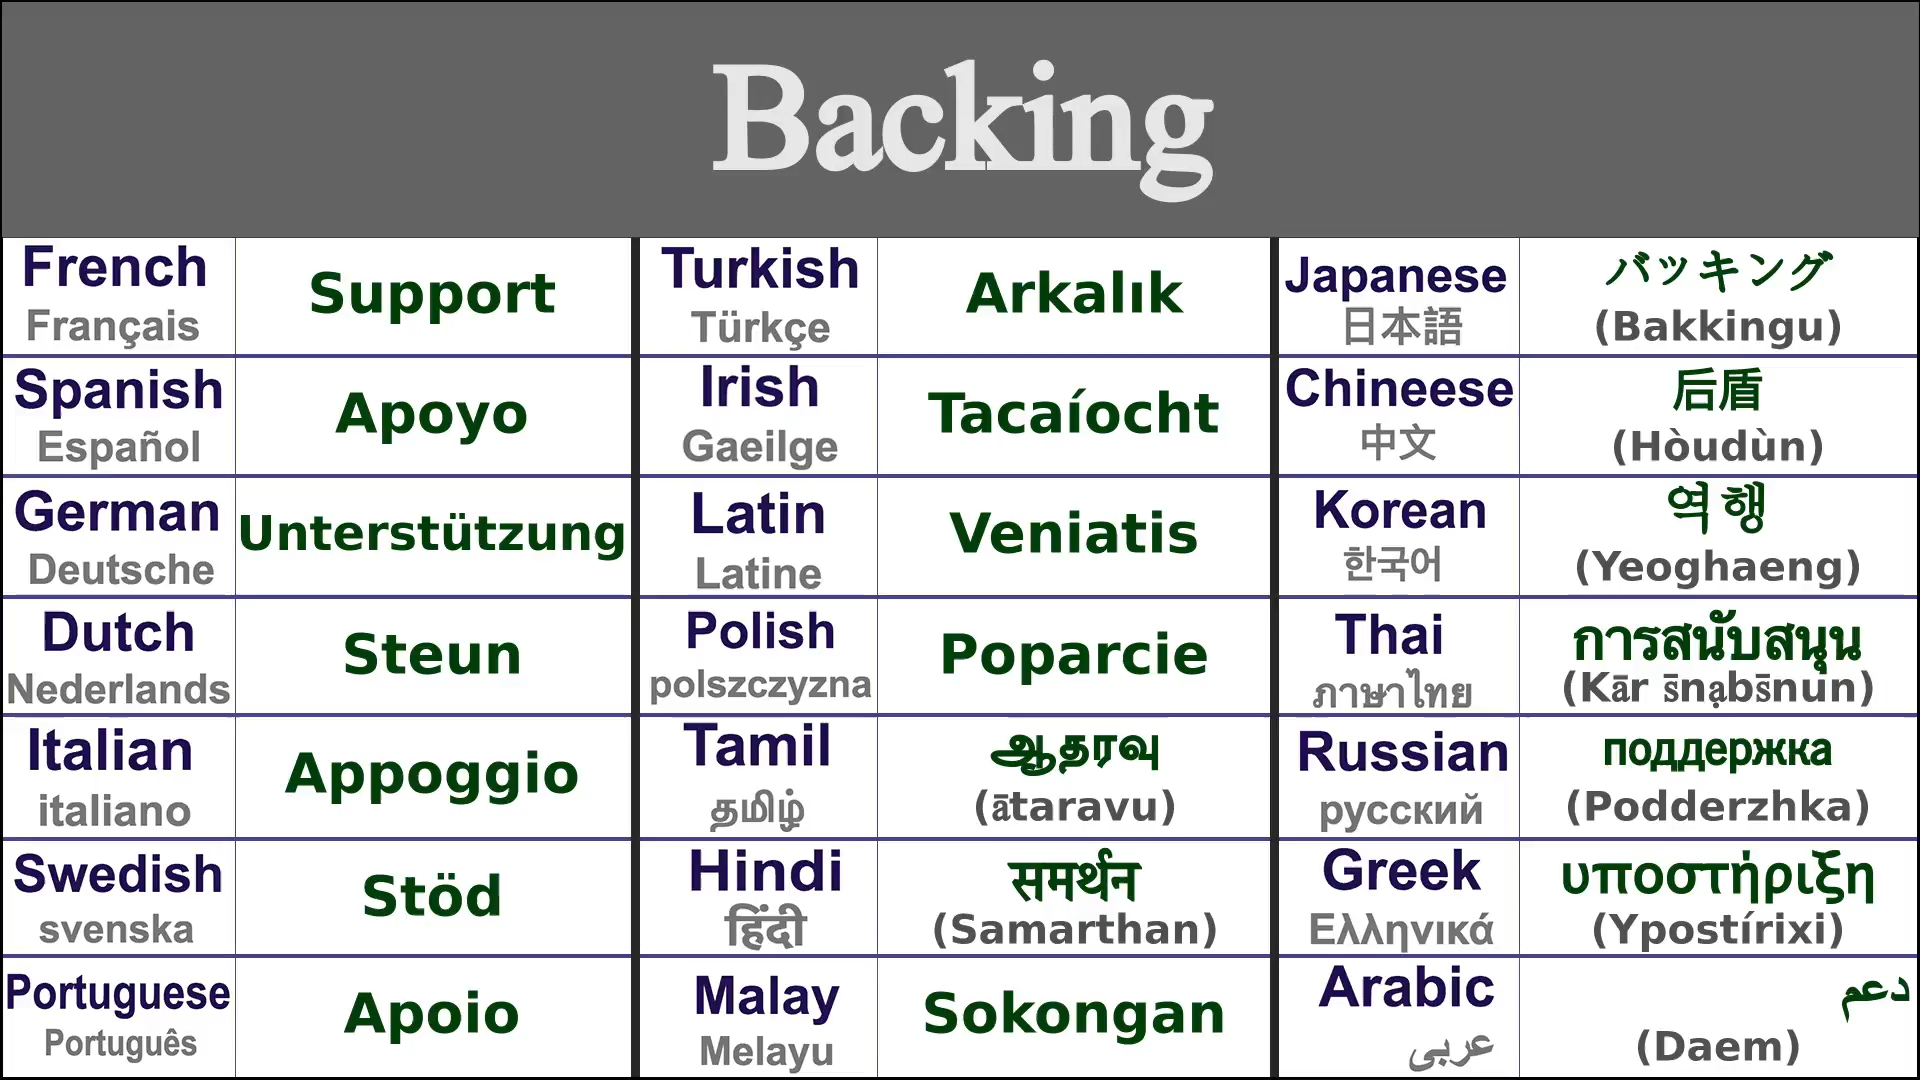 Backing
French
Français
Support
Turkish
Türkçe
Arkalık
Japanese
日本語
バッキング
(Bakkingu)
Spanish
Español
Apoyo
Irish
Gaeilge
Tacaíocht
Chineese
中文
后盾
(Hòudùn)
German
Deutsche
Unterstützung
Latin
Latine
Veniatis
Korean
한국어
역행
(Yeoghaeng)
Dutch
Nederlands
Steun
Polish
polszczyzna
Poparcie
Thai
ภาษาไทย
การสนับสนุน
(Kār s̄nạbs̄nun)
Italian
italiano
Appoggio
Tamil
தமிழ்
ஆதரவு
(ātaravu)
Russian
русский
поддержка
(Podderzhka)
Swedish
svenska
Stöd
Hindi
हिंदी
समर्थन
(Samarthan)
Greek
Ελληνικά
υποστήριξη
(Ypostírixi)
Portuguese
Português
Apoio
Malay
Melayu
Sokongan
Arabic
عربى
دعم
(Daem)